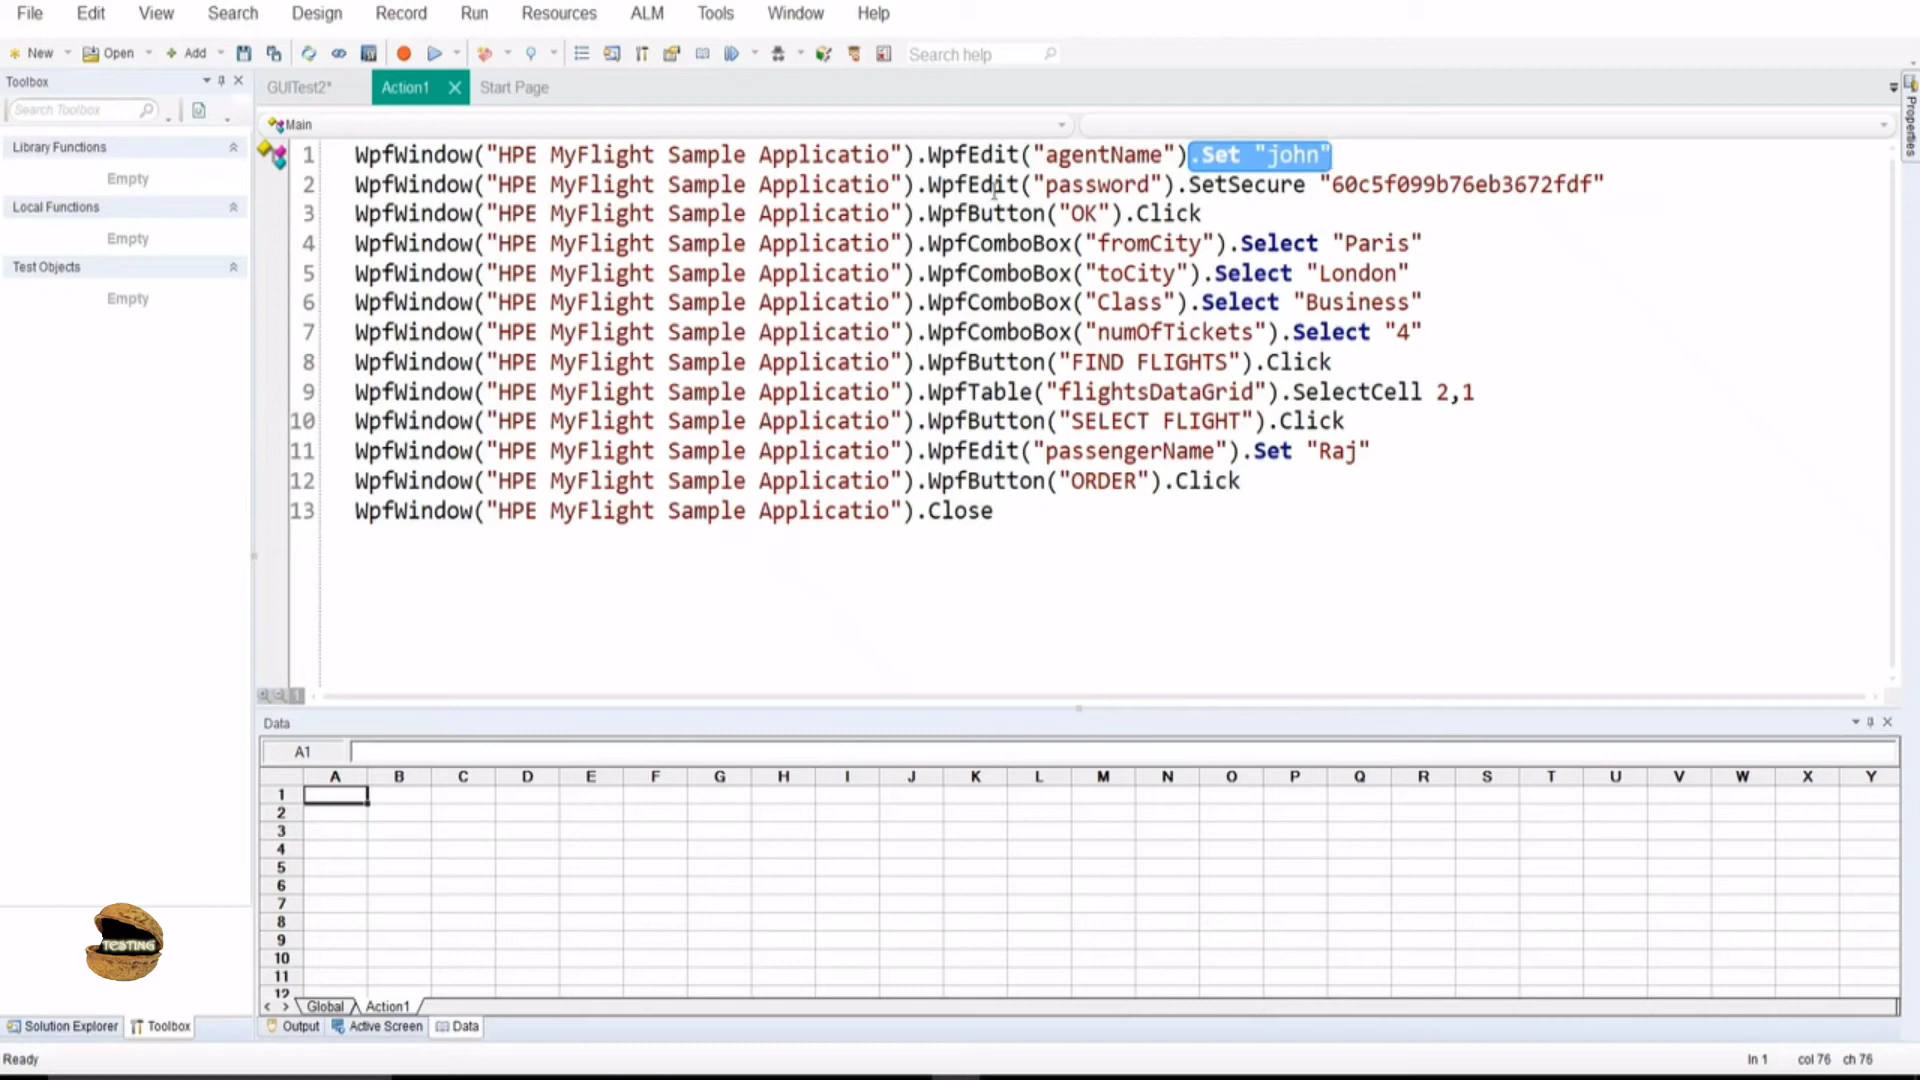 File Edit View Search Design Record Run Resources ALM Tools Window Help
New Open Add Search help
Toolbox
GUITest2* Action1 Start Page
Search Toolbox
Properties
Main
Library Functions
Empty
Local Functions
Empty
Test Objects
Empty
1 WpfWindow("HPE MyFlight Sample Applicatio").WpfEdit("agentName").Set "john"
2 WpfWindow("HPE MyFlight Sample Applicatio").WpfEdit("password").SetSecure "60c5f099b76eb3672fdf"
3 WpfWindow("HPE MyFlight Sample Applicatio").WpfButton("OK").Click
4 WpfWindow("HPE MyFlight Sample Applicatio").WpfComboBox("fromCity").Select "Paris"
5 WpfWindow("HPE MyFlight Sample Applicatio").WpfComboBox("toCity").Select "London"
6 WpfWindow("HPE MyFlight Sample Applicatio").WpfComboBox("Class").Select "Business"
7 WpfWindow("HPE MyFlight Sample Applicatio").WpfComboBox("numOfTickets").Select "4"
8 WpfWindow("HPE MyFlight Sample Applicatio").WpfButton("FIND FLIGHTS").Click
9 WpfWindow("HPE MyFlight Sample Applicatio").WpfTable("flightsDataGrid").SelectCell 2,1
10 WpfWindow("HPE MyFlight Sample Applicatio").WpfButton("SELECT FLIGHT").Click
11 WpfWindow("HPE MyFlight Sample Applicatio").WpfEdit("passengerName").Set "Raj"
12 WpfWindow("HPE MyFlight Sample Applicatio").WpfButton("ORDER").Click
13 WpfWindow("HPE MyFlight Sample Applicatio").Close
1
Data
A1
A B C D E F G H I J K L M N O P Q R S T U V W X Y
1
2
3
4
5
6
7
8
9
10
11
12
TESTING
Global Action1
Solution Explorer Toolbox Output Active Screen Data
Ready ln 1 col 76 ch 76